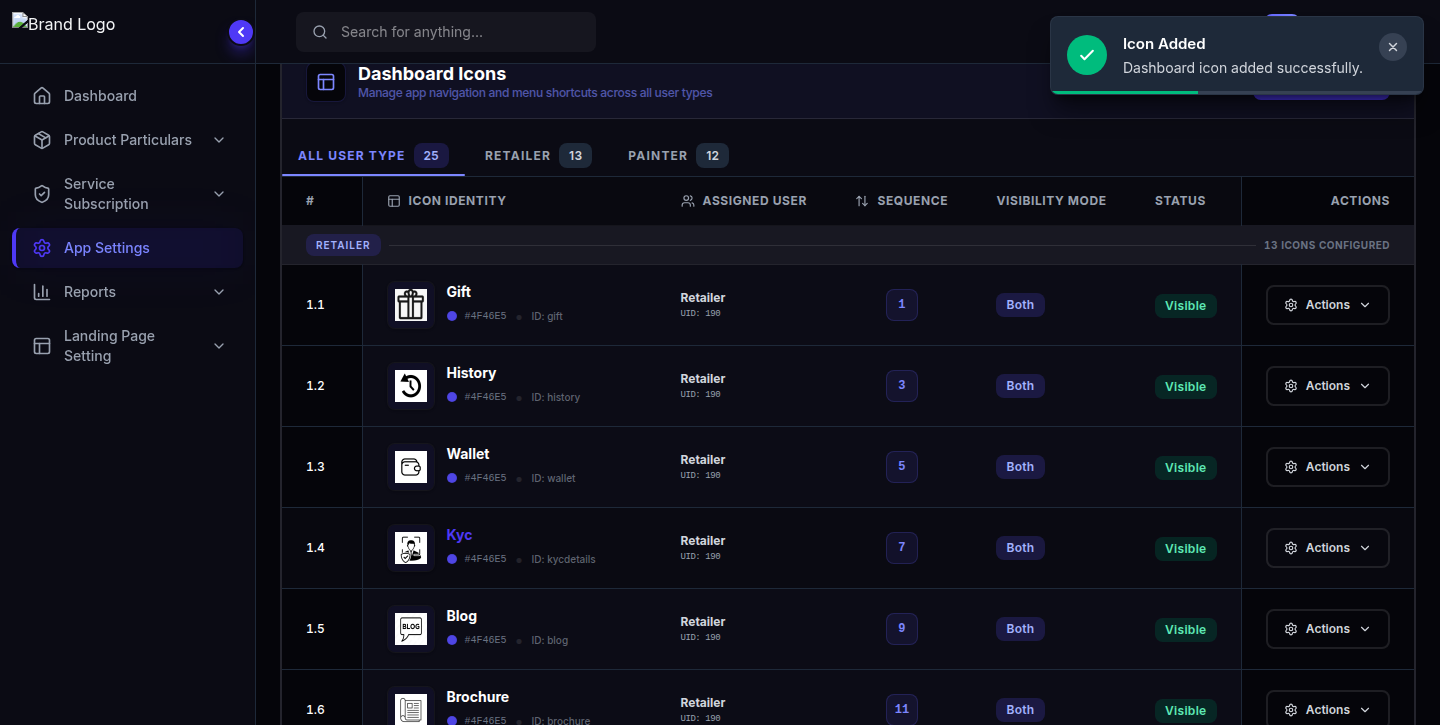 Brand Logo
Search for anything...
Icon Added
Dashboard icon added successfully.
Dashboard
Product Particulars
Service
Subscription
App Settings
Reports
Landing Page
Setting
Dashboard Icons
Manage app navigation and menu shortcuts across all user types
ALL USER TYPE 25 RETAILER 13 PAINTER 12
# ICON IDENTITY ASSIGNED USER SEQUENCE VISIBILITY MODE STATUS ACTIONS
RETAILER 13 ICONS CONFIGURED
1.1 Gift Retailer 1 Both Visible Actions
#4F46E5 ID: gift UID: 190
1.2 History Retailer 3 Both Visible Actions
#4F46E5 ID: history UID: 190
1.3 Wallet Retailer 5 Both Visible Actions
#4F46E5 ID: wallet UID: 190
1.4 Kyc Retailer 7 Both Visible Actions
#4F46E5 ID: kycdetails UID: 190
1.5 BLOG Blog Retailer 9 Both Visible Actions
#4F46E5 ID: blog UID: 190
1.6 Brochure Retailer 11 Both Visible Actions
#4F46E5 ID: brochure UID: 190